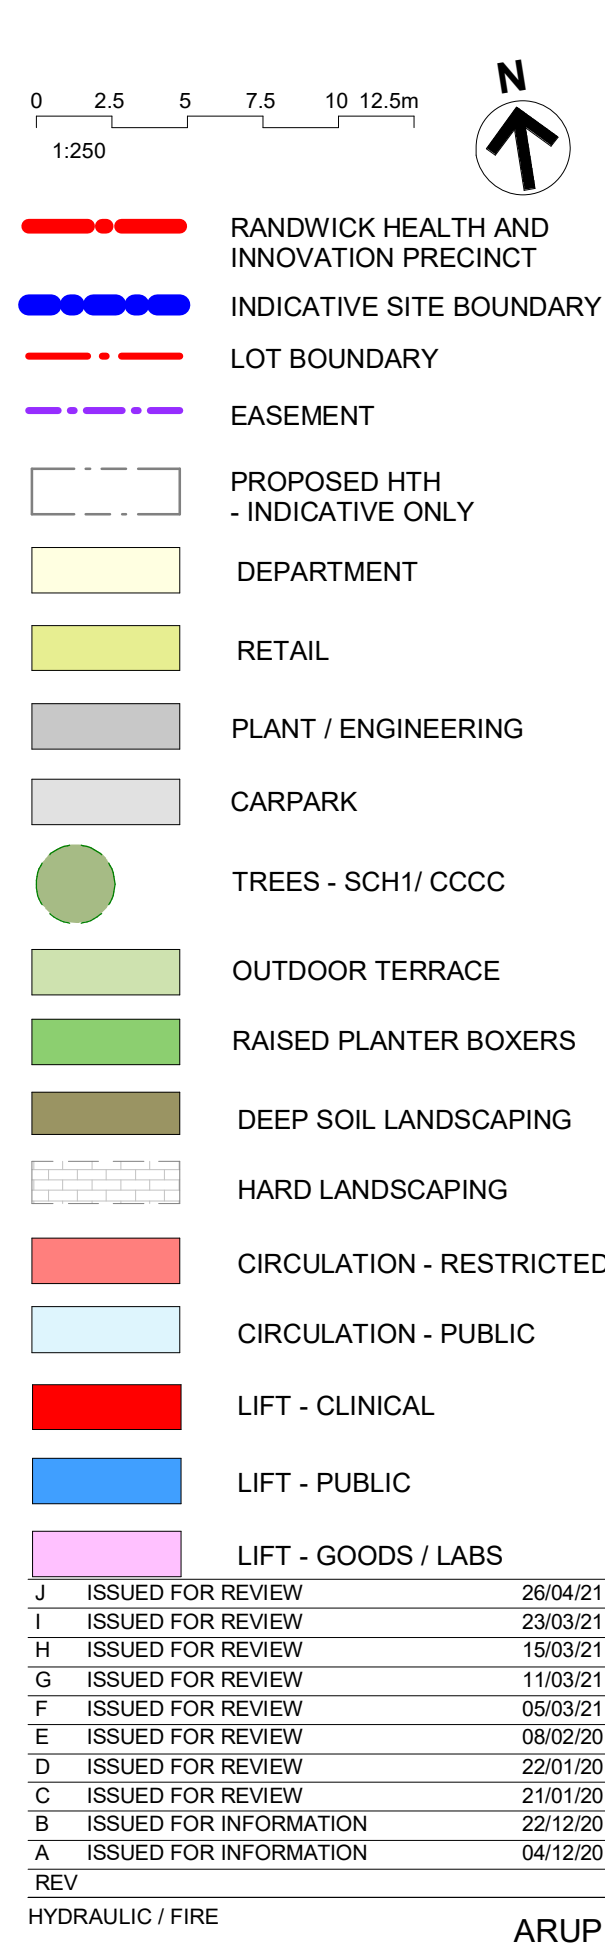 N
0 2.5 5 7.5 10 12.5m
1:250
RANDWICK HEALTH AND
INNOVATION PRECINCT
INDICATIVE SITE BOUNDARY
LOT BOUNDARY
EASEMENT
PROPOSED HTH
- INDICATIVE ONLY
DEPARTMENT
RETAIL
PLANT / ENGINEERING
CARPARK
TREES - SCH1/ CCCC
OUTDOOR TERRACE
RAISED PLANTER BOXERS
DEEP SOIL LANDSCAPING
HARD LANDSCAPING
CIRCULATION - RESTRICTED
CIRCULATION - PUBLIC
LIFT - CLINICAL
LIFT - PUBLIC
LIFT - GOODS / LABS
J ISSUED FOR REVIEW 26/04/21
I ISSUED FOR REVIEW 23/03/21
H ISSUED FOR REVIEW 15/03/21
G ISSUED FOR REVIEW 11/03/21
F ISSUED FOR REVIEW 05/03/21
E ISSUED FOR REVIEW 08/02/20
D ISSUED FOR REVIEW 22/01/20
C ISSUED FOR REVIEW 21/01/20
B ISSUED FOR INFORMATION 22/12/20
A ISSUED FOR INFORMATION 04/12/20
REV
HYDRAULIC / FIRE
ARUP